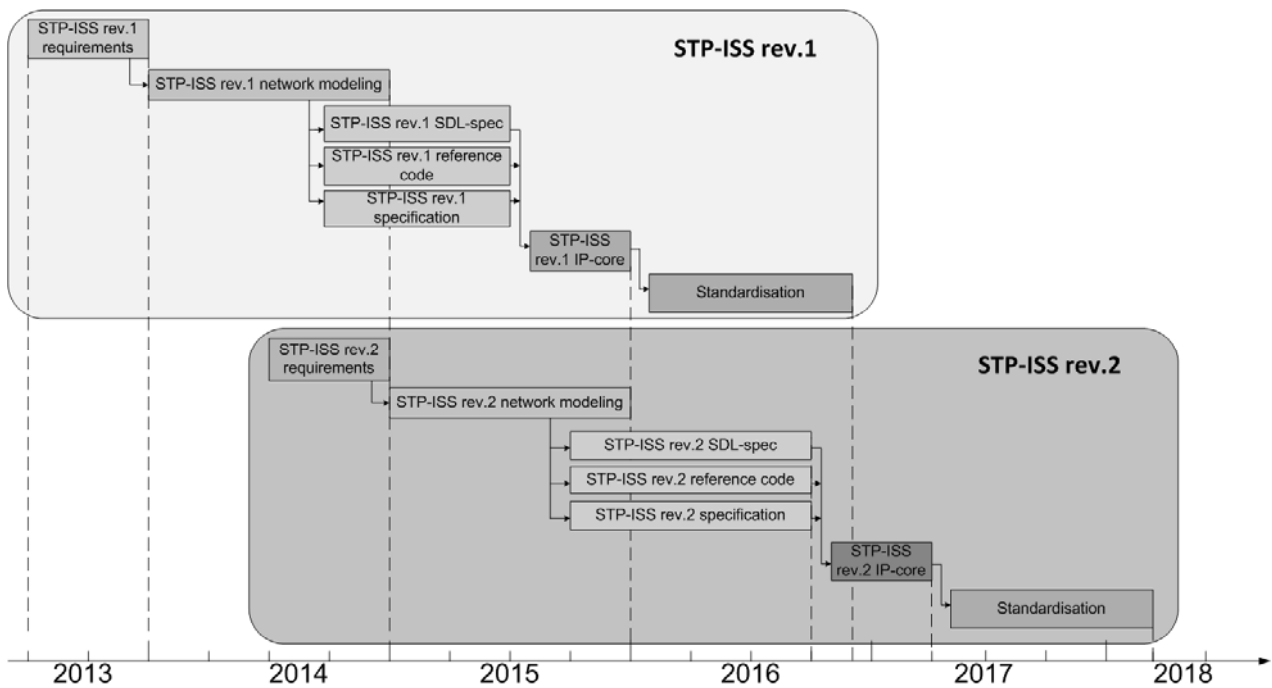 STP-ISS rev.1
requirements
STP-ISS rev.1
STP-ISS rev.1 network modeling
STP-ISS rev.1 SDL-spec
STP-ISS rev.1 reference
code
STP-ISS rev.1
specification
STP-ISS
rev.1 IP-core
Standardisation
STP-ISS rev.2
requirements
STP-ISS rev.2
STP-ISS rev.2 network modeling
STP-ISS rev.2 SDL-spec
STP-ISS rev.2 reference code
STP-ISS rev.2 specification
STP-ISS
rev.2 IP-core
Standardisation
2013 2014 2015 2016 2017 2018